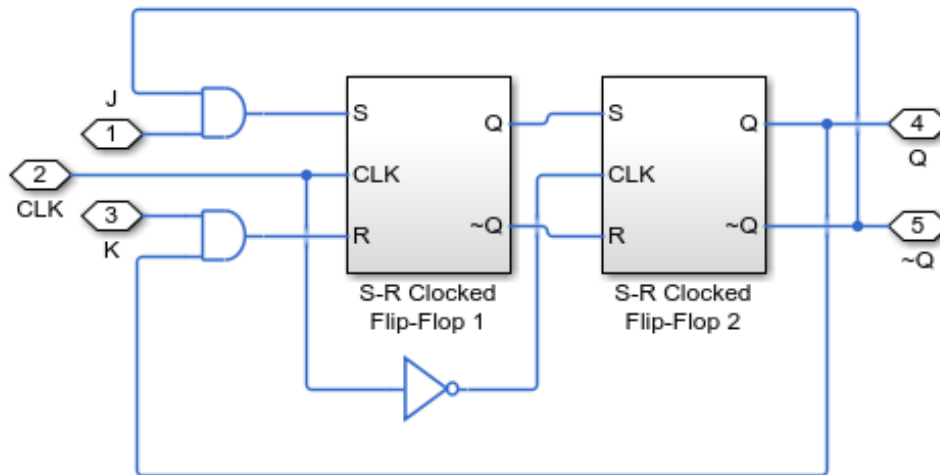 J
1
2
CLK
3
K
S
CLK
R
Q
~Q
S-R Clocked
Flip-Flop 1
S
CLK
R
Q
~Q
S-R Clocked
Flip-Flop 2
4
Q
5
~Q